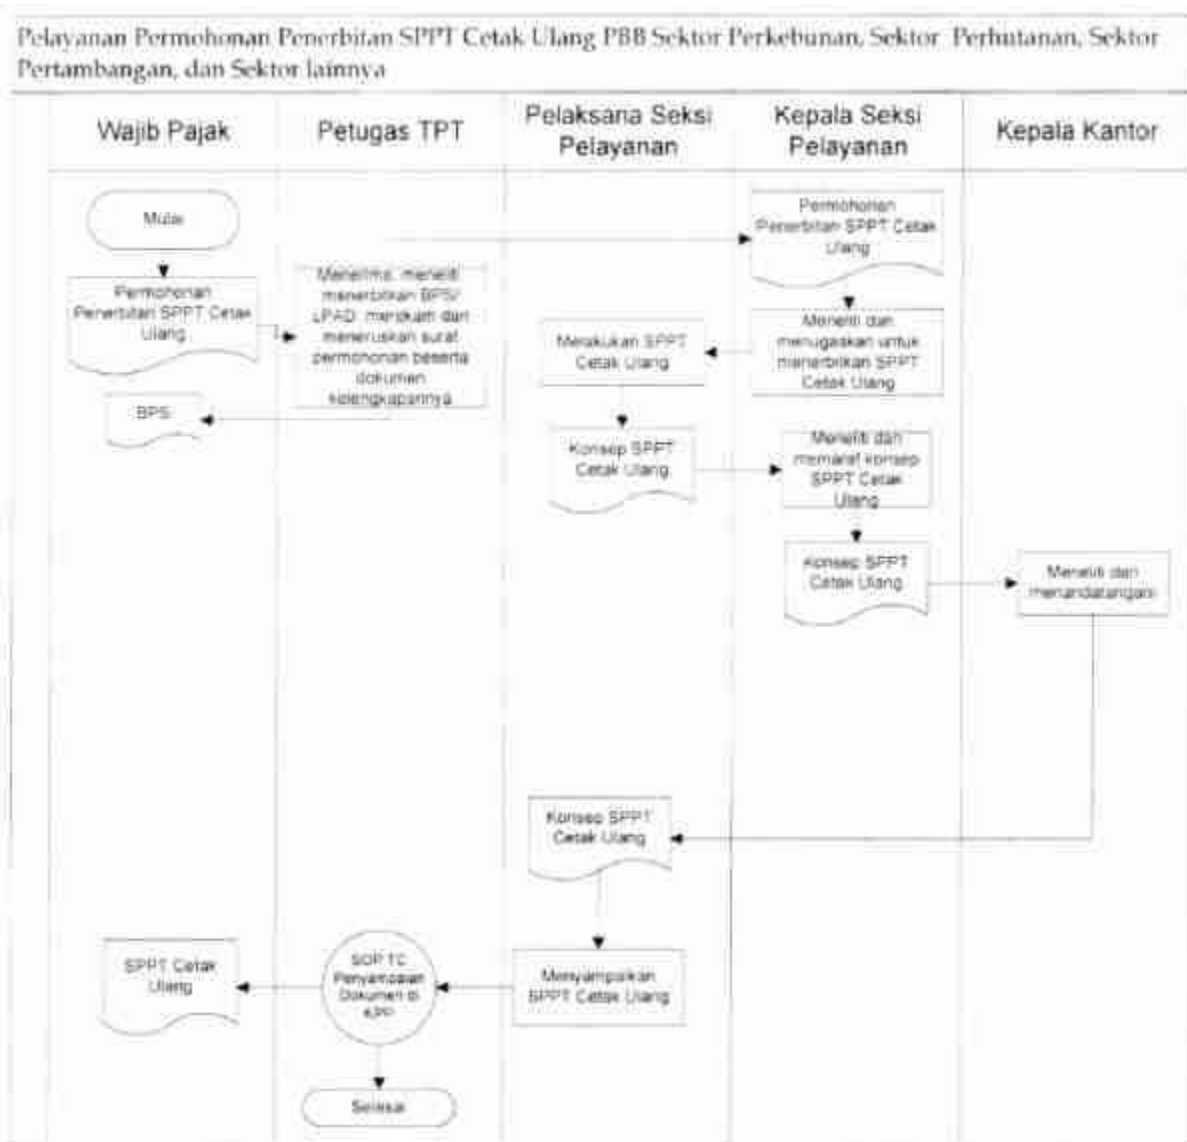 Pelayanan Permohonan Penerbitan SPPT Cetak Ulang PBB Sektor Perkebunan, Sektor Perhutanan, Sektor
Pertambangan, dan Sektor lainnya
Wajib Pajak
Petugas TPT
Pelaksana Seksi
Pelayanan
Kepala Seksi
Pelayanan
Kepala Kantor
Mulai
Permohonan
Penerbitan SPPT Cetak
Ulang
Permohonan
Penerbitan SPPT Cetak
Ulang
Menerima, meneliti
menerbitkan BPS/
LPAD, merekam dan
meneruskan surat
permohonan beserta
dokumen
kelengkapannya
BPS
Meneliti dan
menugaskan untuk
menerbitkan SPPT
Cetak Ulang
Melakukan SPPT
Cetak Ulang
Konsep SPPT
Cetak Ulang
Meneliti dan
memaraf konsep
SPPT Cetak
Ulang
Konsep SPPT
Cetak Ulang
Meneliti dan
menandatangani
Konsep SPPT
Cetak Ulang
Menyampaikan
SPPT Cetak Ulang
SOP TC
Penyampaian
Dokumen di
KPP
SPPT Cetak
Ulang
Selesai